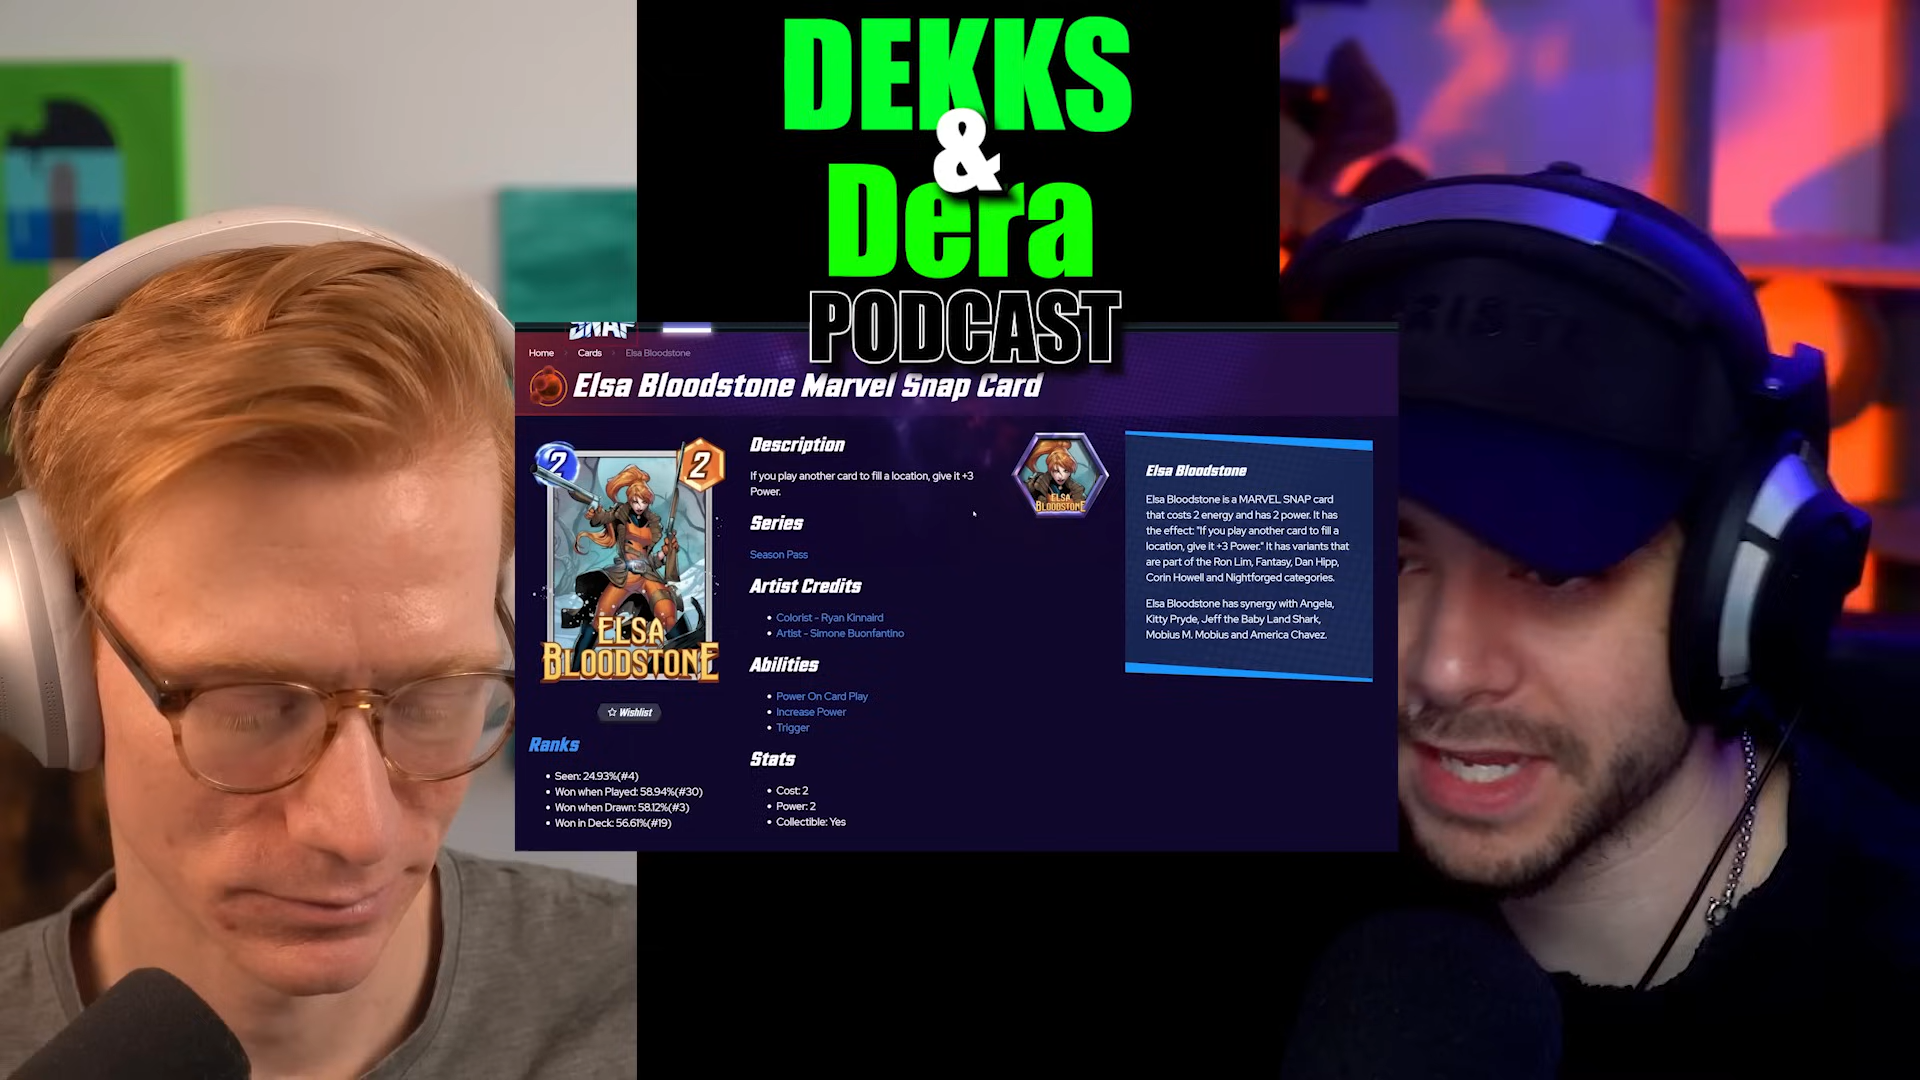 DEKKS
&
Dera
PODCAST
SNAP
Home > Cards > Elsa Bloodstone
Elsa Bloodstone Marvel Snap Card
2
2
ELSA
BLOODSTONE
☆ Wishlist
Ranks
• Seen: 24.93%(#4)
• Won when Played: 58.94%(#30)
• Won when Drawn: 58.12%(#3)
• Won in Deck: 56.61%(#19)
Description
If you play another card to fill a location, give it +3
Power.
Series
Season Pass
Artist Credits
• Colorist - Ryan Kinnaird
• Artist - Simone Buonfantino
Abilities
• Power On Card Play
• Increase Power
• Trigger
Stats
• Cost: 2
• Power: 2
• Collectible: Yes
ELSA
BLOODSTONE
Elsa Bloodstone
Elsa Bloodstone is a MARVEL SNAP card
that costs 2 energy and has 2 power. It has
the effect: "If you play another card to fill a
location, give it +3 Power." It has variants that
are part of the Ron Lim, Fantasy, Dan Hipp,
Corin Howell and Nightforged categories.
Elsa Bloodstone has synergy with Angela,
Kitty Pryde, Jeff the Baby Land Shark,
Mobius M. Mobius and America Chavez.